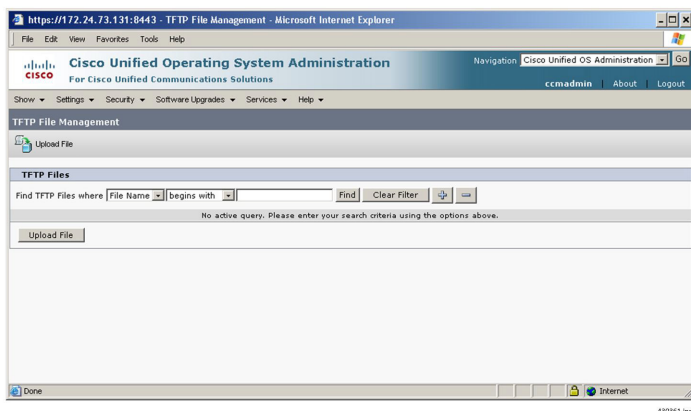 https://172.24.73.131:8443 - TFTP File Management - Microsoft Internet Explorer
File Edit View Favorites Tools Help
CISCO
Cisco Unified Operating System Administration
For Cisco Unified Communications Solutions
Navigation Cisco Unified OS Administration Go
ccmadmin | About | Logout
Show Settings Security Software Upgrades Services Help
TFTP File Management
Upload File
TFTP Files
Find TFTP Files where File Name begins with Find Clear Filter + -
No active query. Please enter your search criteria using the options above.
Upload File
Done Internet